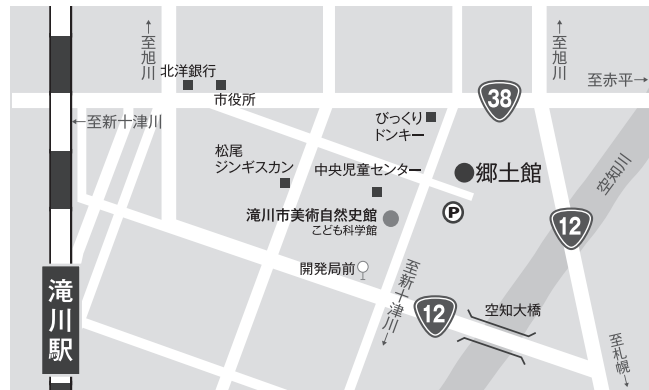 ↑至旭川
↑至旭川
北洋銀行
市役所
38
至赤平→
←至新十津川
びっくり
ドンキー
松尾
ジンギスカン
中央児童センター
郷土館
空知川
滝川市美術自然史館
こども科学館
P
12
開発局前
至新十津川↓
12
空知大橋
滝川駅
至札幌↓